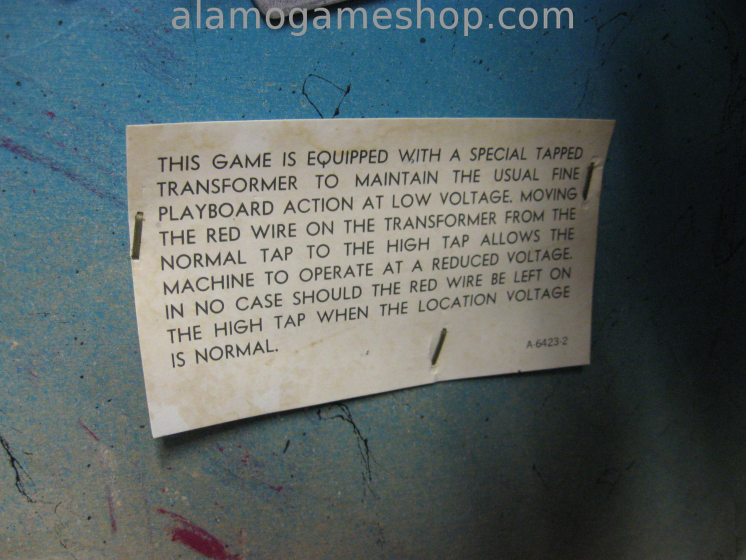 alamogameshop.com
THIS GAME IS EQUIPPED WITH A SPECIAL TAPPED
TRANSFORMER TO MAINTAIN THE USUAL FINE
PLAYBOARD ACTION AT LOW VOLTAGE. MOVING
THE RED WIRE ON THE TRANSFORMER FROM THE
NORMAL TAP TO THE HIGH TAP ALLOWS THE
MACHINE TO OPERATE AT A REDUCED VOLTAGE.
IN NO CASE SHOULD THE RED WIRE BE LEFT ON
THE HIGH TAP WHEN THE LOCATION VOLTAGE
IS NORMAL.
A-6423-2